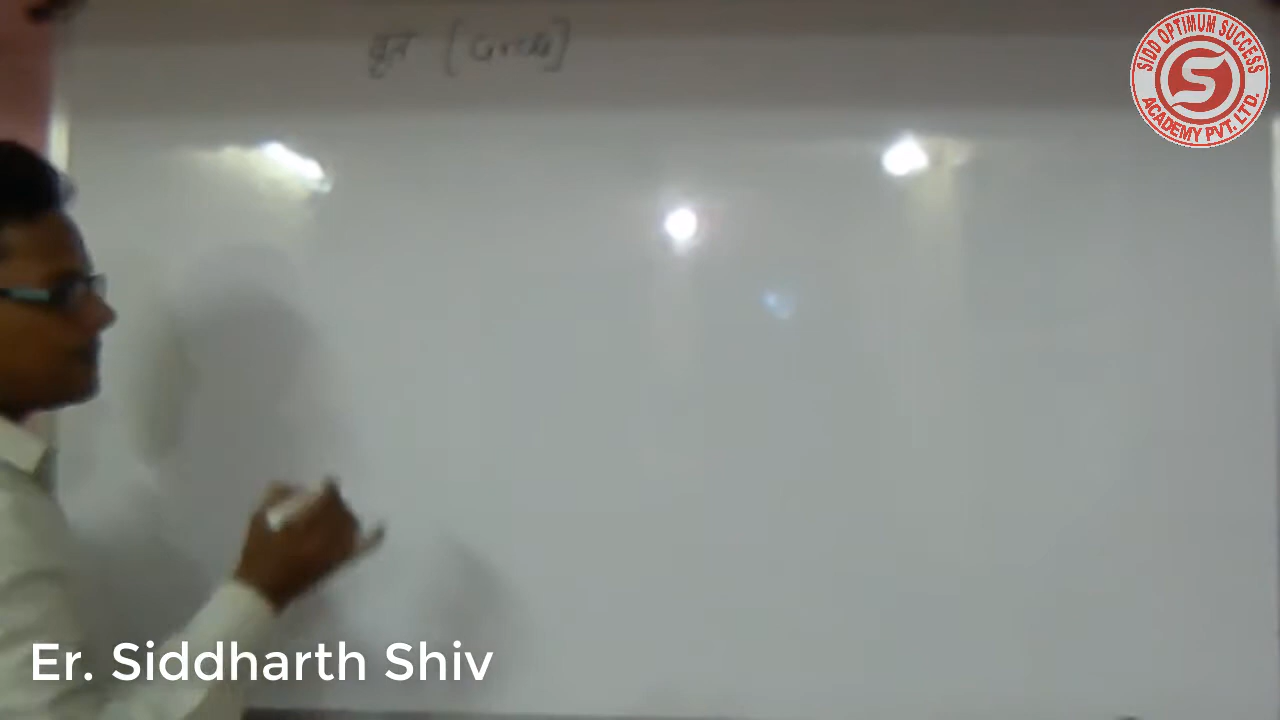 वृत्त [Circle]
SIDD OPTIMUM SUCCESS
ACADEMY PVT. LTD.
Er. Siddharth Shiv